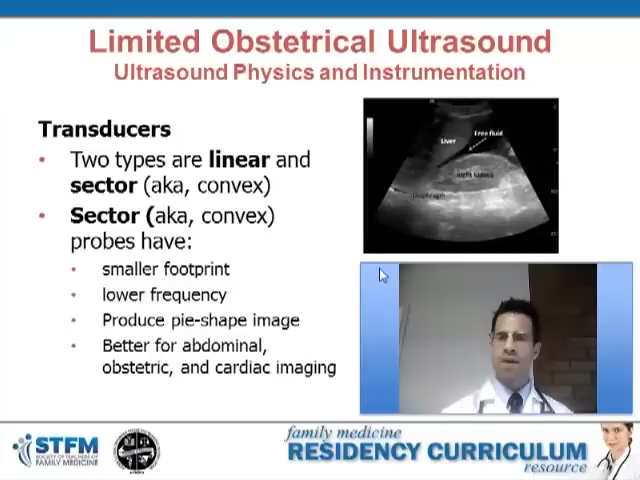 Limited Obstetrical Ultrasound
Ultrasound Physics and Instrumentation
Transducers
• Two types are linear and
sector (aka, convex)
• Sector (aka, convex)
probes have:
• smaller footprint
• lower frequency
• Produce pie-shape image
• Better for abdominal,
obstetric, and cardiac imaging
Liver
Free fluid
kidney
Diaphragm
STFM
SOCIETY OF TEACHERS OF
FAMILY MEDICINE
family medicine
RESIDENCY CURRICULUM
resource